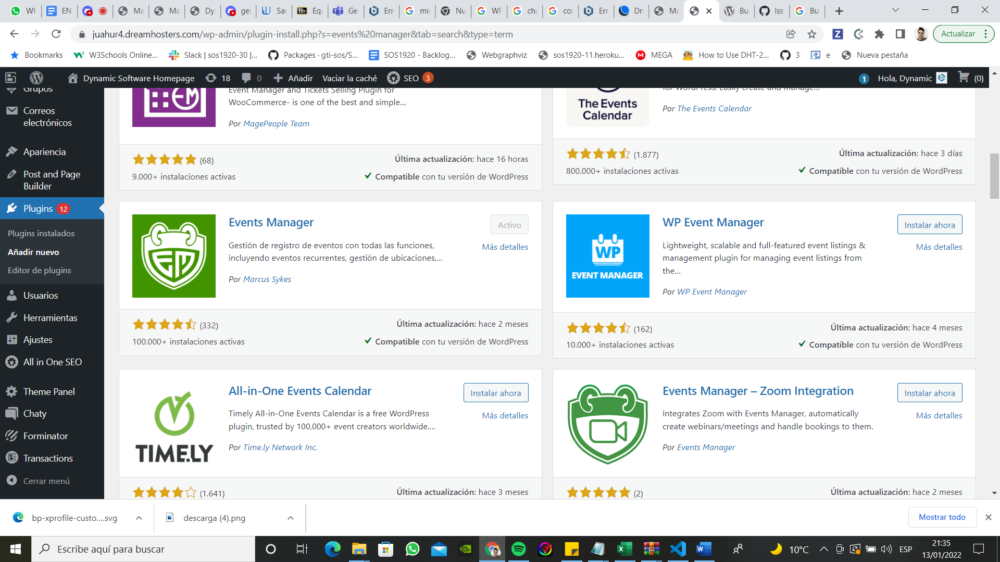 Wh
EN
Ma
Ma
Dyn
ger
San
Bb
Equ
Ge
Erro
mic
Nu
WP
cha
cos
Err
Dre
Ma
Bu
Iss
Bu
juahur4.dreamhosters.com/wp-admin/plugin-install.php?s=events%20manager&tab=search&type=term
Z
Actualizar
Bookmarks
W3Schools Online...
Slack | sos1920-30 |...
Packages · gti-sos/S...
SOS1920 - Backlog...
Webgraphviz
sos1920-11.heroku...
M
MEGA
How to Use DHT-2...
3
e
Nueva pestaña
Dynamic Software Homepage
18
0
Añadir
Vaciar la caché
SEO
3
1
Hola, Dynamic
(0)
Grupos
Correos
electrónicos
Apariencia
Post and Page
Builder
Plugins
12
Plugins instalados
Añadir nuevo
Editor de plugins
Usuarios
Herramientas
Ajustes
All in One SEO
Theme Panel
Chaty
Forminator
Transactions
Cerrar menú
EM
Event Manager and Tickets Selling Plugin for
WooCommerce- is one of the best and simple...
Por MagePeople Team
(68)
Última actualización: hace 16 horas
9.000+ instalaciones activas
Compatible con tu versión de WordPress
The Events
Calendar
for WordPress. Easily create and manage...
Por The Events Calendar
(1.877)
Última actualización: hace 3 días
800.000+ instalaciones activas
Compatible con tu versión de WordPress
EM
Events Manager
Activo
Gestión de registro de eventos con todas las funciones,
incluyendo eventos recurrentes, gestión de ubicaciones,...
Más detalles
Por Marcus Sykes
(332)
Última actualización: hace 2 meses
100.000+ instalaciones activas
Compatible con tu versión de WordPress
WP
EVENT MANAGER
WP Event Manager
Instalar ahora
Lightweight, scalable and full-featured event listings &
management plugin for managing event listings from
the...
Más detalles
Por WP Event Manager
(162)
Última actualización: hace 4 meses
10.000+ instalaciones activas
Compatible con tu versión de WordPress
TIME.LY
All-in-One Events Calendar
Instalar ahora
Timely All-in-One Events Calendar is a free WordPress
plugin, trusted by 100,000+ event creators worldwide....
Más detalles
Por Time.ly Network Inc.
(1.641)
Última actualización: hace 3 meses
Events Manager – Zoom Integration
Instalar ahora
Integrates Zoom with Events Manager, automatically
create webinars/meetings and handle bookings to them.
Más detalles
Por Events Manager
(2)
Última actualización: hace 2 meses
bp-xprofile-custo....svg
descarga (4).png
Mostrar todo
Escribe aquí para buscar
10°C
ESP
21:35
13/01/2022